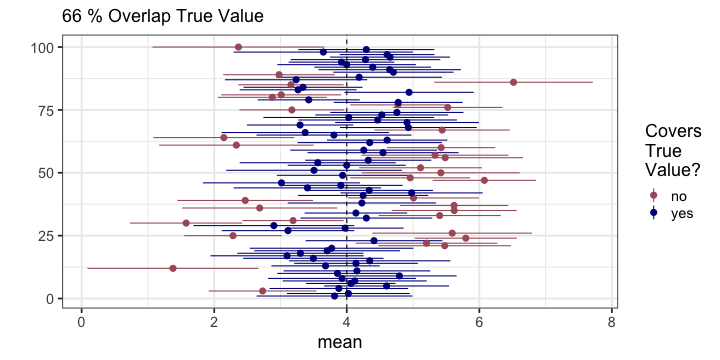 66 % Overlap True Value
100
75
50
25
0
0 2 4 6 8
mean
Covers
True
Value?
no
yes